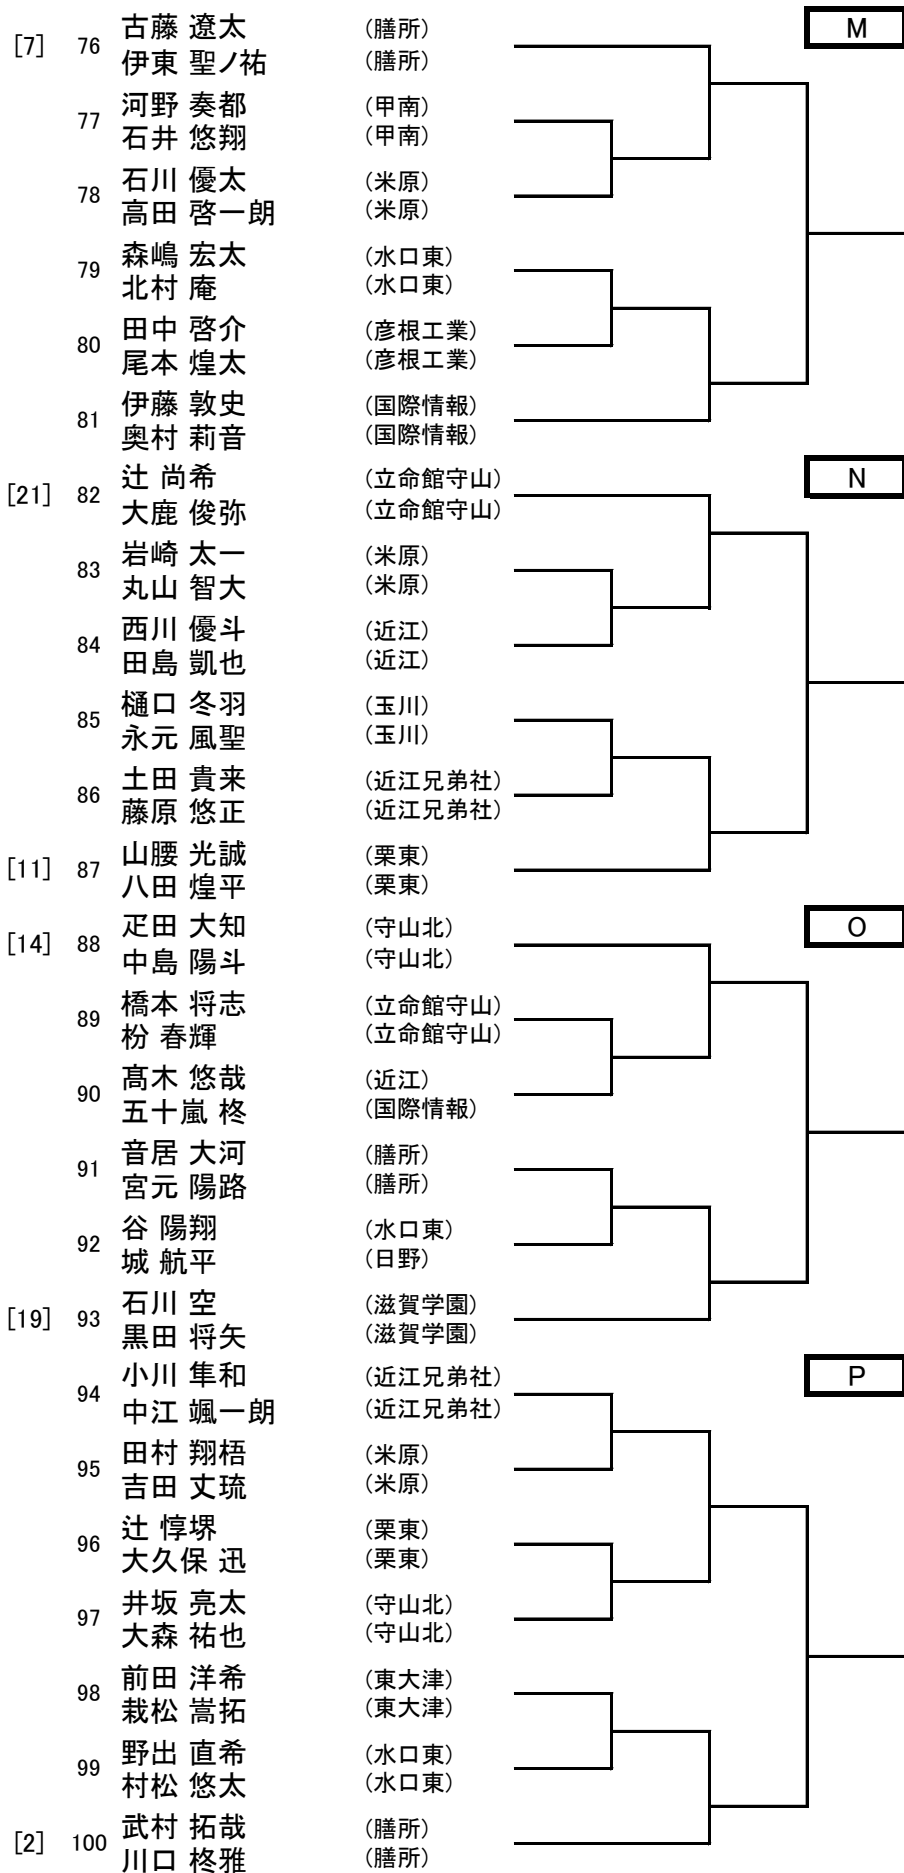 M
古藤 遼太 (膳所)
[7] 76
伊東 聖ノ祐 (膳所)
河野 奏都 (甲南)
77
石井 悠翔 (甲南)
石川 優太 (米原)
78
高田 啓一朗 (米原)
森嶋 宏太 (水口東)
79
北村 庵 (水口東)
田中 啓介 (彦根工業)
80
尾本 煌太 (彦根工業)
伊藤 敦史 (国際情報)
81
奥村 莉音 (国際情報)
N
辻 尚希 (立命館守山)
[21] 82
大鹿 俊弥 (立命館守山)
岩崎 太一 (米原)
83
丸山 智大 (米原)
西川 優斗 (近江)
84
田島 凱也 (近江)
樋口 冬羽 (玉川)
85
永元 風聖 (玉川)
土田 貴来 (近江兄弟社)
86
藤原 悠正 (近江兄弟社)
山腰 光誠 (栗東)
[11] 87
八田 煌平 (栗東)
O
疋田 大知 (守山北)
[14] 88
中島 陽斗 (守山北)
橋本 将志 (立命館守山)
89
枌 春輝 (立命館守山)
髙木 悠哉 (近江)
90
五十嵐 柊 (国際情報)
音居 大河 (膳所)
91
宮元 陽路 (膳所)
谷 陽翔 (水口東)
92
城 航平 (日野)
石川 空 (滋賀学園)
[19] 93
黒田 将矢 (滋賀学園)
P
小川 隼和 (近江兄弟社)
94
中江 颯一朗 (近江兄弟社)
田村 翔梧 (米原)
95
吉田 丈琉 (米原)
辻 惇堺 (栗東)
96
大久保 迅 (栗東)
井坂 亮太 (守山北)
97
大森 祐也 (守山北)
前田 洋希 (東大津)
98
栽松 嵩拓 (東大津)
野出 直希 (水口東)
99
村松 悠太 (水口東)
武村 拓哉 (膳所)
[2] 100
川口 柊雅 (膳所)